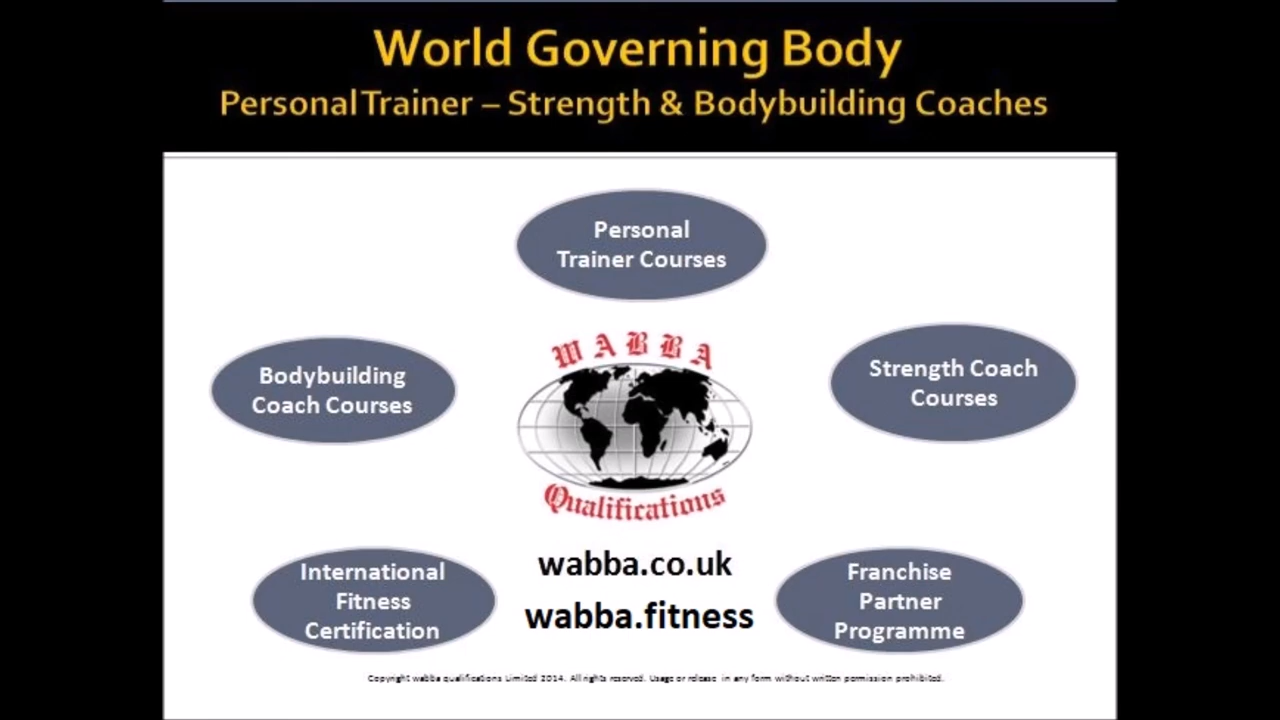 World Governing Body
Personal Trainer – Strength & Bodybuilding Coaches
Personal
Trainer Courses
Bodybuilding
Coach Courses
WABBA
Qualifications
Strength Coach
Courses
International
Fitness
Certification
wabba.co.uk
wabba.fitness
Franchise
Partner
Programme
Copyright wabba qualifications Limited 2014. All rights reserved. Usage or release in any form without written permission prohibited.